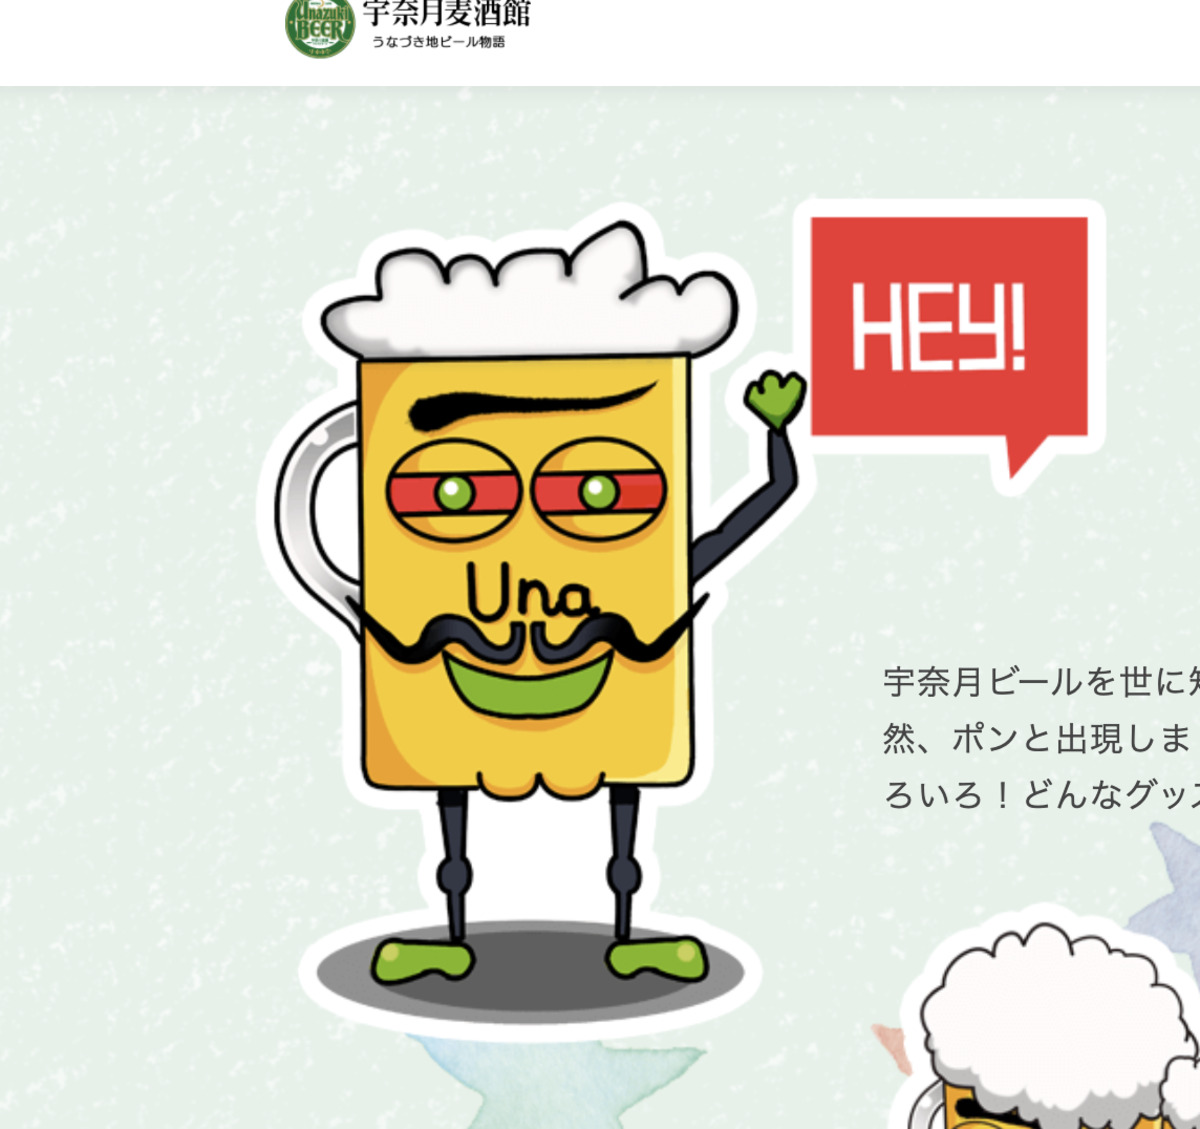 Unazuki
BEER
宇奈月麦酒館
うなづき地ビール物語
HEY!
Una
宇奈月ビールを世に知
然、ポンと出現しま
ろいろ！どんなグッズ